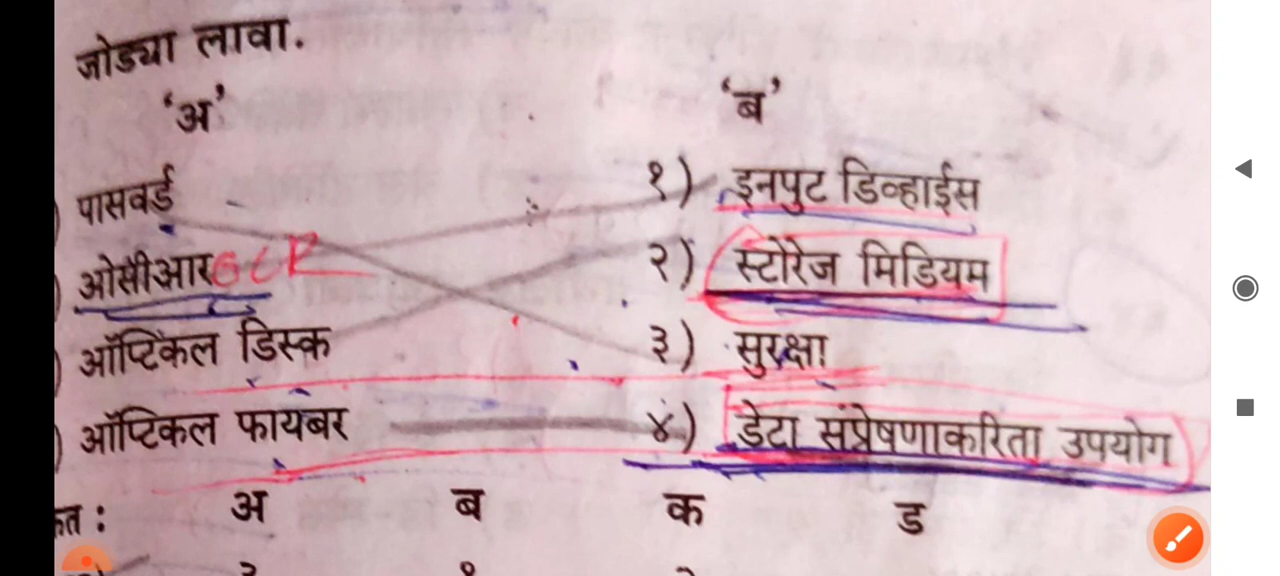 जोड्या लावा.
‘अ’ ‘ब’
) पासवर्ड १) इनपुट डिव्हाईस
) ओसीआर OCR २) स्टोरेज मिडियम
) ऑप्टिकल डिस्क ३) सुरक्षा
) ऑप्टिकल फायबर ४) डेटा संप्रेषणाकरिता उपयोग
अ ब क ड